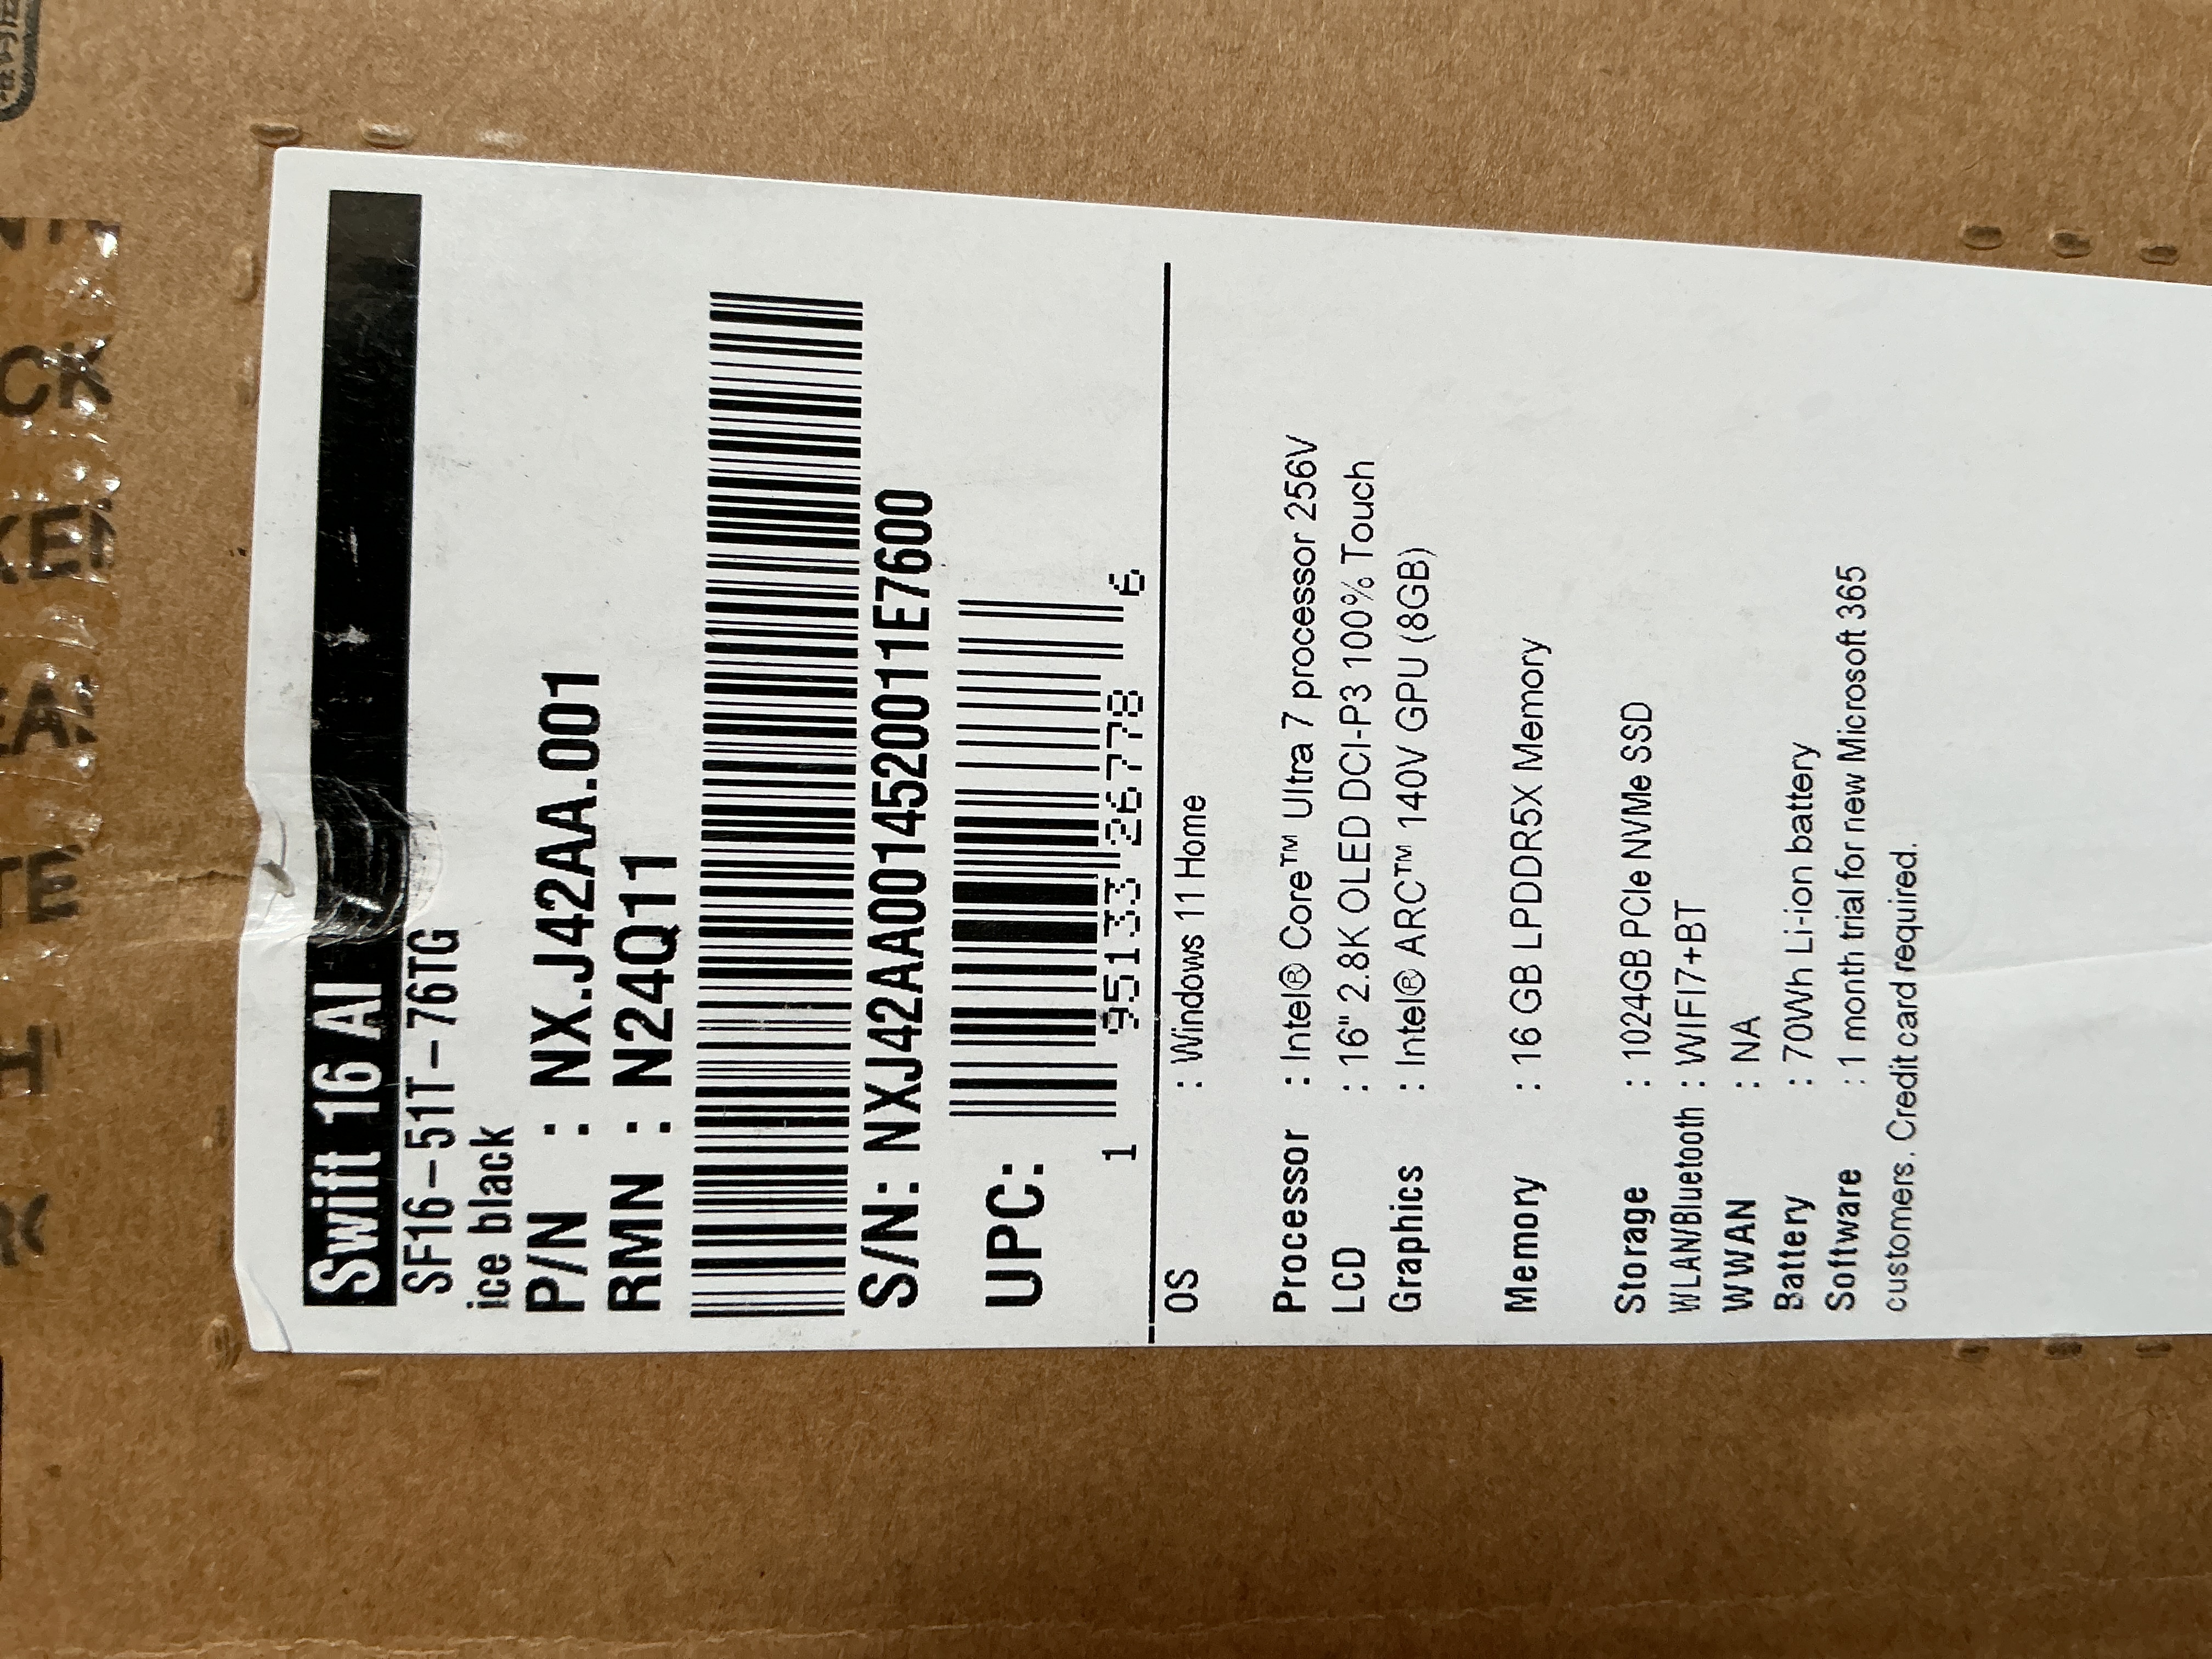 Swift 16 AI
SF16-51T-76TG
ice black
P/N : NX.J42AA.001
RMN : N24Q11
S/N: NXJ42AA0014520011E7600
UPC:
1 95133 26778 6
OS : Windows 11 Home
Processor : Intel® Core™ Ultra 7 processor 256V
LCD : 16" 2.8K OLED DCI-P3 100% Touch
Graphics : Intel® ARC™ 140V GPU (8GB)
Memory : 16 GB LPDDR5X Memory
Storage : 1024GB PCIe NVMe SSD
WLAN/Bluetooth : WIFI7+BT
WWAN : NA
Battery : 70Wh Li-ion battery
Software : 1 month trial for new Microsoft 365
customers. Credit card required.